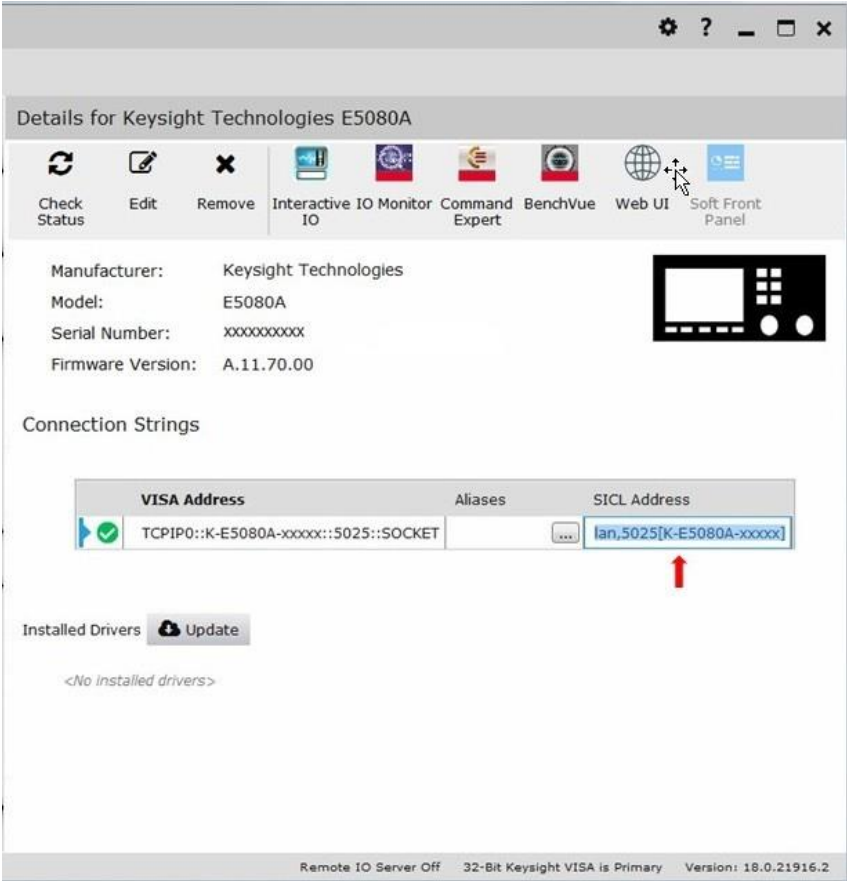 ?
Details for Keysight Technologies E5080A
Check Status
Edit
Remove
Interactive IO
IO Monitor
Command Expert
BenchVue
Web UI
Soft Front Panel
Manufacturer: Keysight Technologies
Model: E5080A
Serial Number: xxxxxxxxxx
Firmware Version: A.11.70.00
Connection Strings
VISA Address Aliases SICL Address
TCPIP0::K-E5080A-xxxxx::5025::SOCKET ... lan,5025[K-E5080A-xxxxx]
Installed Drivers Update
<No installed drivers>
Remote IO Server Off 32-Bit Keysight VISA is Primary Version: 18.0.21916.2